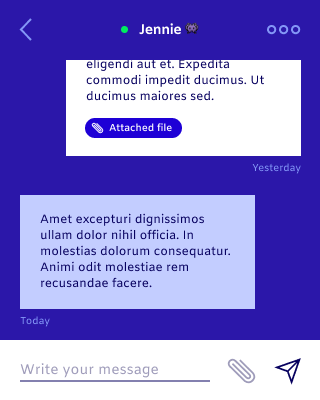 Jennie
eligendi aut et. Expedita
commodi impedit ducimus. Ut
ducimus maiores sed.
Attached file
Yesterday
Amet excepturi dignissimos
ullam dolor nihil officia. In
molestias dolorum consequatur.
Animi odit molestiae rem
recusandae facere.
Today
Write your message